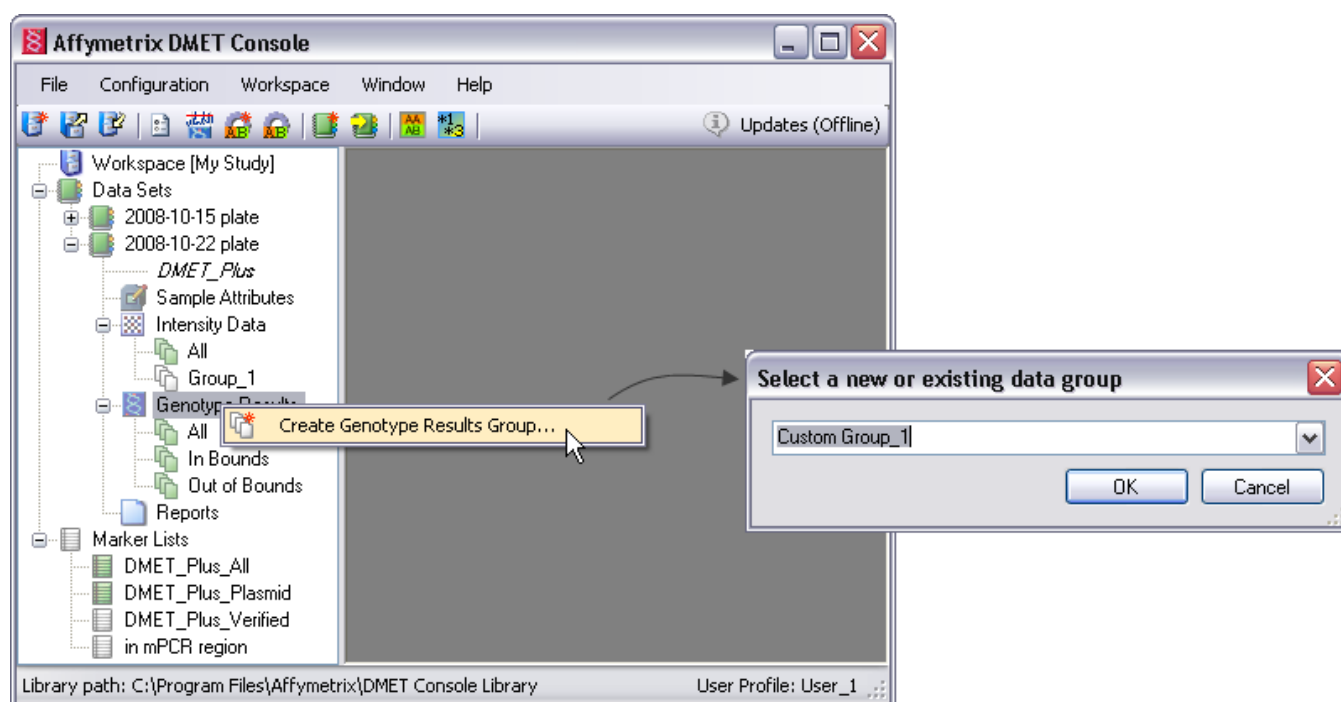 Affymetrix DMET Console
File Configuration Workspace Window Help
Updates (Offline)
Workspace [My Study]
Data Sets
2008-10-15 plate
2008-10-22 plate
DMET_Plus
Sample Attributes
Intensity Data
All
Group_1
Genotype Results
Create Genotype Results Group...
All
In Bounds
Out of Bounds
Reports
Marker Lists
DMET_Plus_All
DMET_Plus_Plasmid
DMET_Plus_Verified
in mPCR region
Library path: C:\Program Files\Affymetrix\DMET Console Library User Profile: User_1
Select a new or existing data group
Custom Group_1
OK Cancel